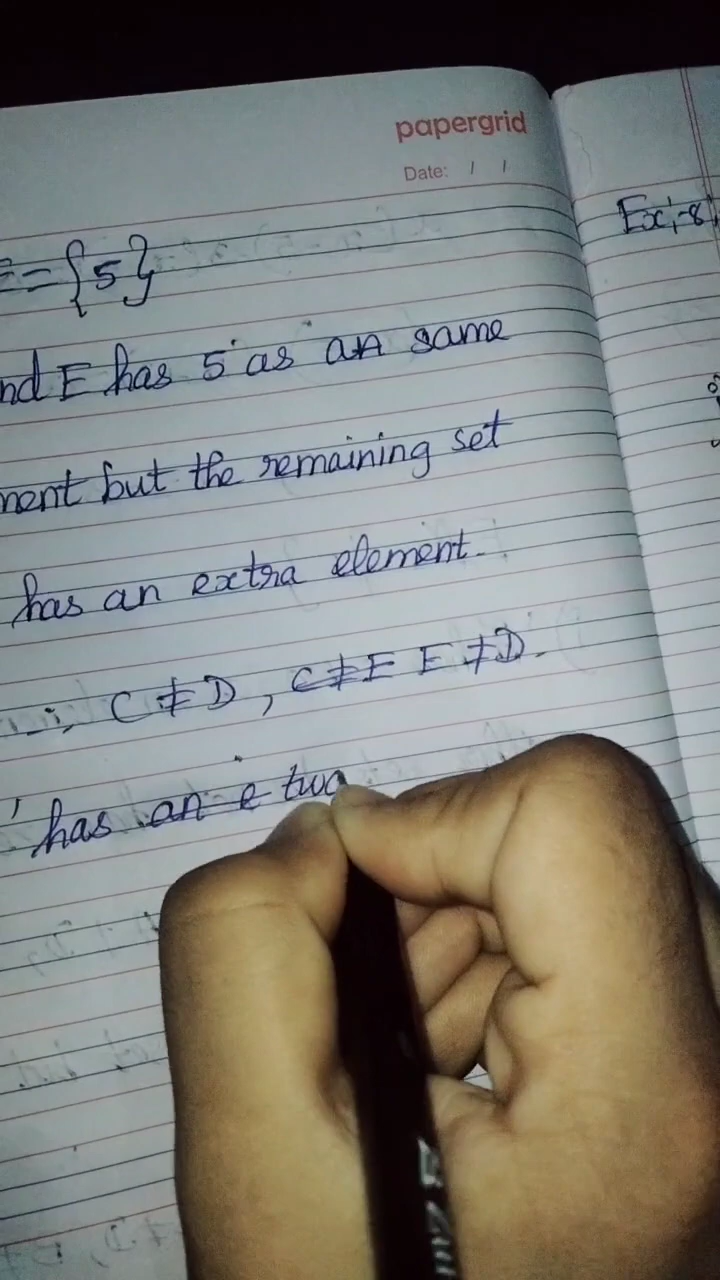 papergrid
Date: / /
E = {5}
nd E has 5 as an same
ment but the remaining set
has an extra element.
C ≠ D, C ≠ E E ≠ D.
has an e two
Ex:-8